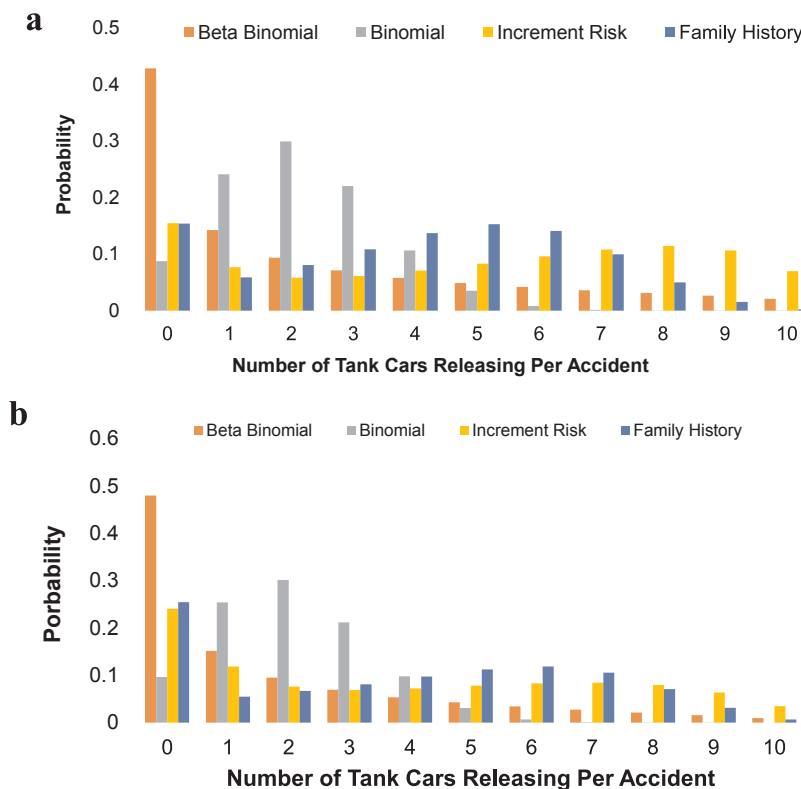 a
0.5
Beta Binomial Binomial Increment Risk Family History
0.4
0.3
0.2
0.1
0
Probability
0 1 2 3 4 5 6 7 8 9 10
Number of Tank Cars Releasing Per Accident
b
0.6
Beta Binomial Binomial Increment Risk Family History
0.5
0.4
0.3
0.2
0.1
0
Porbability
0 1 2 3 4 5 6 7 8 9 10
Number of Tank Cars Releasing Per Accident